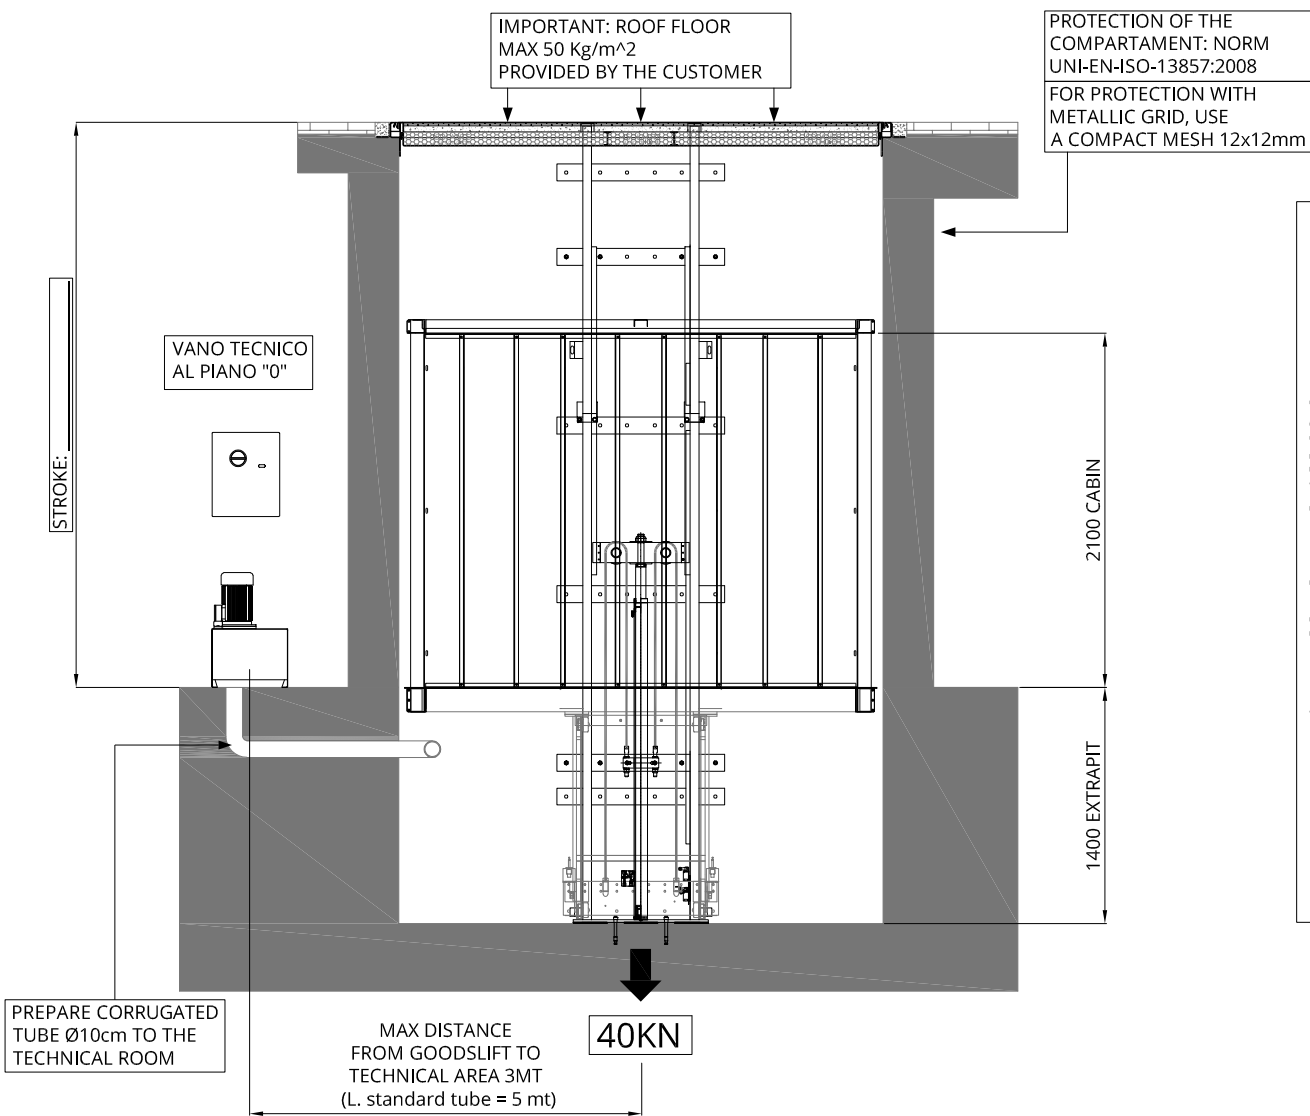 IMPORTANT: ROOF FLOOR
MAX 50 Kg/m^2
PROVIDED BY THE CUSTOMER
PROTECTION OF THE
COMPARTAMENT: NORM
UNI-EN-ISO-13857:2008
FOR PROTECTION WITH
METALLIC GRID, USE
A COMPACT MESH 12x12mm
STROKE:
VANO TECNICO
AL PIANO "0"
2100 CABIN
1400 EXTRAPIT
PREPARE CORRUGATED
TUBE Ø10cm TO THE
TECHNICAL ROOM
MAX DISTANCE
FROM GOODSLIFT TO
TECHNICAL AREA 3MT
(L. standard tube = 5 mt)
40KN